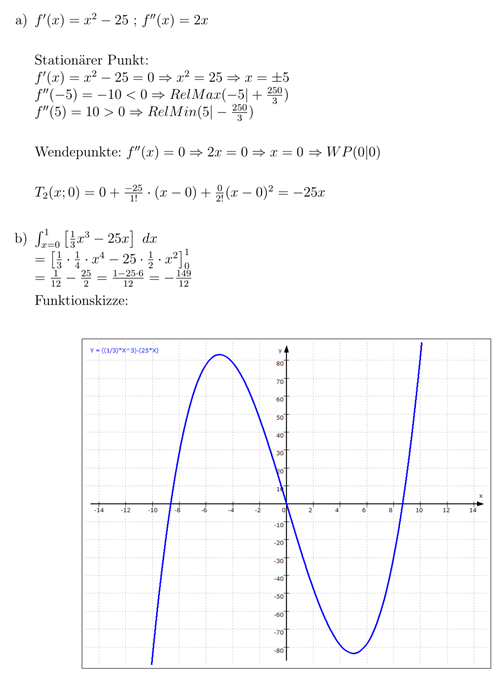 a) f′(x) = x² − 25 ; f″(x) = 2x
Stationärer Punkt:
f′(x) = x² − 25 = 0 ⇒ x² = 25 ⇒ x = ±5
f″(−5) = −10 < 0 ⇒ RelMax(−5| + 250/3)
f″(5) = 10 > 0 ⇒ RelMin(5| − 250/3)
Wendepunkte: f″(x) = 0 ⇒ 2x = 0 ⇒ x = 0 ⇒ WP(0|0)
T₂(x; 0) = 0 + −25/1! · (x − 0) + 0/2!(x − 0)² = −25x
b) ∫¹ₓ₌₀ [1/3x³ − 25x] dx
= [1/3 · 1/4 · x⁴ − 25 · 1/2 · x²]¹₀
= 1/12 − 25/2 = 1−25·6/12 = −149/12
Funktionskizze:
Y = ((1/3)*X^3)-(25*X)
y
80
70
60
50
40
30
20
10
x
-14 -12 -10 -8 -6 -4 -2 0 2 4 6 8 10 12 14
-10
-20
-30
-40
-50
-60
-70
-80